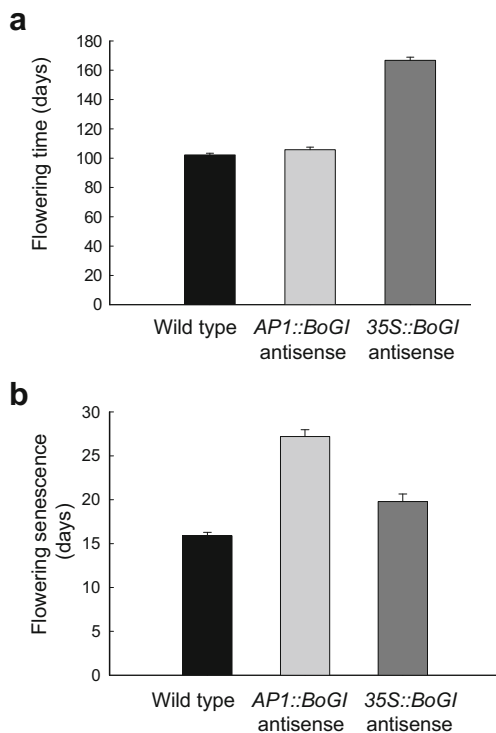 a
Flowering time (days)
180
160
140
120
100
80
60
40
20
0
Wild type AP1::BoGI 35S::BoGI
antisense antisense
b
Flowering senescence
(days)
30
25
20
15
10
5
0
Wild type AP1::BoGI 35S::BoGI
antisense antisense